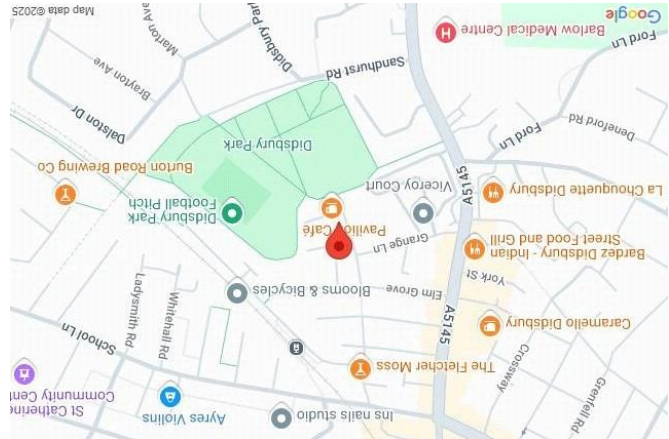 Inn nails studio
Ayres Violins
St Catherine
Community Cent
Grenfell Rd
Crossway
The Fletcher Moss
School Ln
Caramello Didsbury
A5145
Whitehall Rd
Ladysmith Rd
Elm Grove
Blooms & Bicycles
York St
Bardez Didsbury - Indian
Street Food and Grill
Grange Ln
Pavilion Café
Didsbury Park
Football Pitch
La Chouquette Didsbury
A5145
Viceroy Court
Burton Road Brewing Co
Didsbury Park
Deneford Rd
Ford Ln
Dalston Dr
Sandhurst Rd
Brayton Ave
Didsbury Park
Marton Ave
Barlow Medical Centre
Ford Ln
Google
Map data ©2025